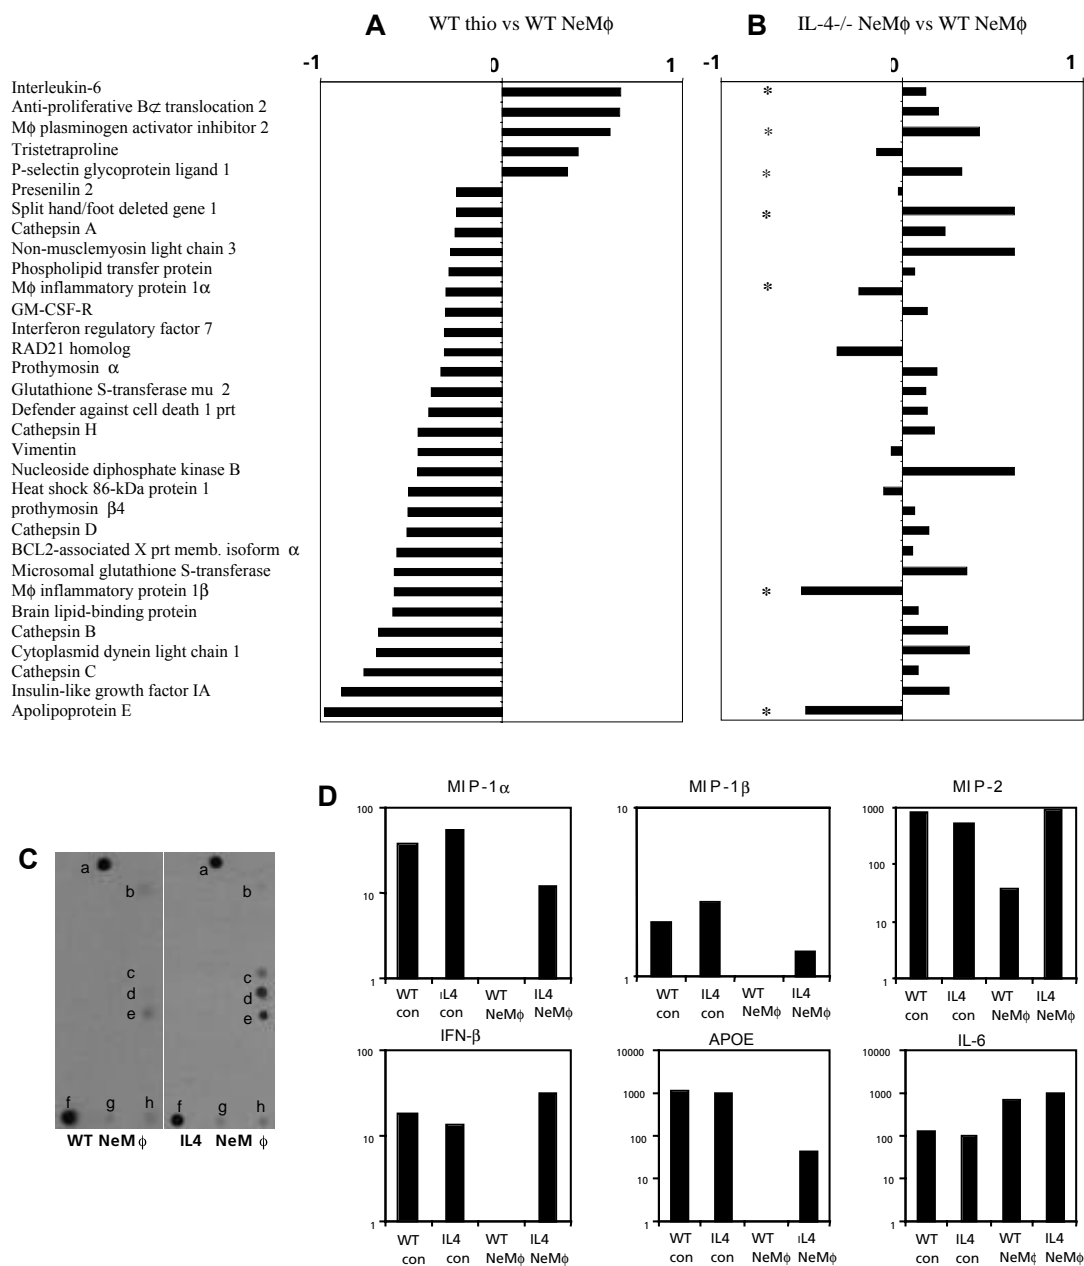 A WT thio vs WT NeMϕ
B IL-4-/- NeMϕ vs WT NeMϕ
-1 0 1
-1 0 1
Interleukin-6 *
Anti-proliferative B⊄ translocation 2
Mϕ plasminogen activator inhibitor 2 *
Tristetraproline
P-selectin glycoprotein ligand 1 *
Presenilin 2
Split hand/foot deleted gene 1 *
Cathepsin A
Non-musclemyosin light chain 3
Phospholipid transfer protein
Mϕ inflammatory protein 1α *
GM-CSF-R
Interferon regulatory factor 7
RAD21 homolog
Prothymosin α
Glutathione S-transferase mu 2
Defender against cell death 1 prt
Cathepsin H
Vimentin
Nucleoside diphosphate kinase B
Heat shock 86-kDa protein 1
prothymosin β4
Cathepsin D
BCL2-associated X prt memb. isoform α
Microsomal glutathione S-transferase
Mϕ inflammatory protein 1β *
Brain lipid-binding protein
Cathepsin B
Cytoplasmid dynein light chain 1
Cathepsin C
Insulin-like growth factor IA
Apolipoprotein E *
C
a
b
c
d
e
f g h
WT NeM ϕ
a
b
c
d
e
f g h
IL4 NeM ϕ
D
MIP-1α
100
10
1
WT con
IL4 con
WT NeMϕ
IL4 NeMϕ
MIP-1β
10
1
WT con
IL4 con
WT NeMϕ
IL4 NeMϕ
MIP-2
1000
100
10
1
WT con
IL4 con
WT NeMϕ
IL4 NeMϕ
IFN-β
100
10
1
WT con
IL4 con
WT NeMϕ
IL4 NeMϕ
APOE
10000
1000
100
10
1
WT con
IL4 con
WT NeMϕ
IL4 NeMϕ
IL-6
10000
1000
100
10
1
WT con
IL4 con
WT NeMϕ
IL4 NeMϕ